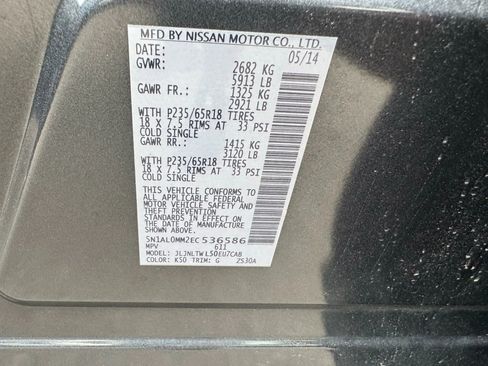 MFD BY NISSAN MOTOR CO., LTD.
DATE: 05/14
GVWR: 2682 KG
5913 LB
GAWR FR.: 1325 KG
2921 LB
WITH P235/65R18 TIRES
18 X 7.5 RIMS AT 33 PSI
COLD SINGLE
GAWR RR.: 1415 KG
3120 LB
WITH P235/65R18 TIRES
18 X 7.5 RIMS AT 33 PSI
COLD SINGLE
THIS VEHICLE CONFORMS TO
ALL APPLICABLE FEDERAL
MOTOR VEHICLE SAFETY AND
STANDARDS IN EFFECT ON THE
DATE OF MANUFACTURE SHOWN
ABOVE.
5N1AL0MM2EC536586
MPV 611
MODEL: JLJNLTWL50EU7CAB
COLOR: K50 TRIM: G ZS30A